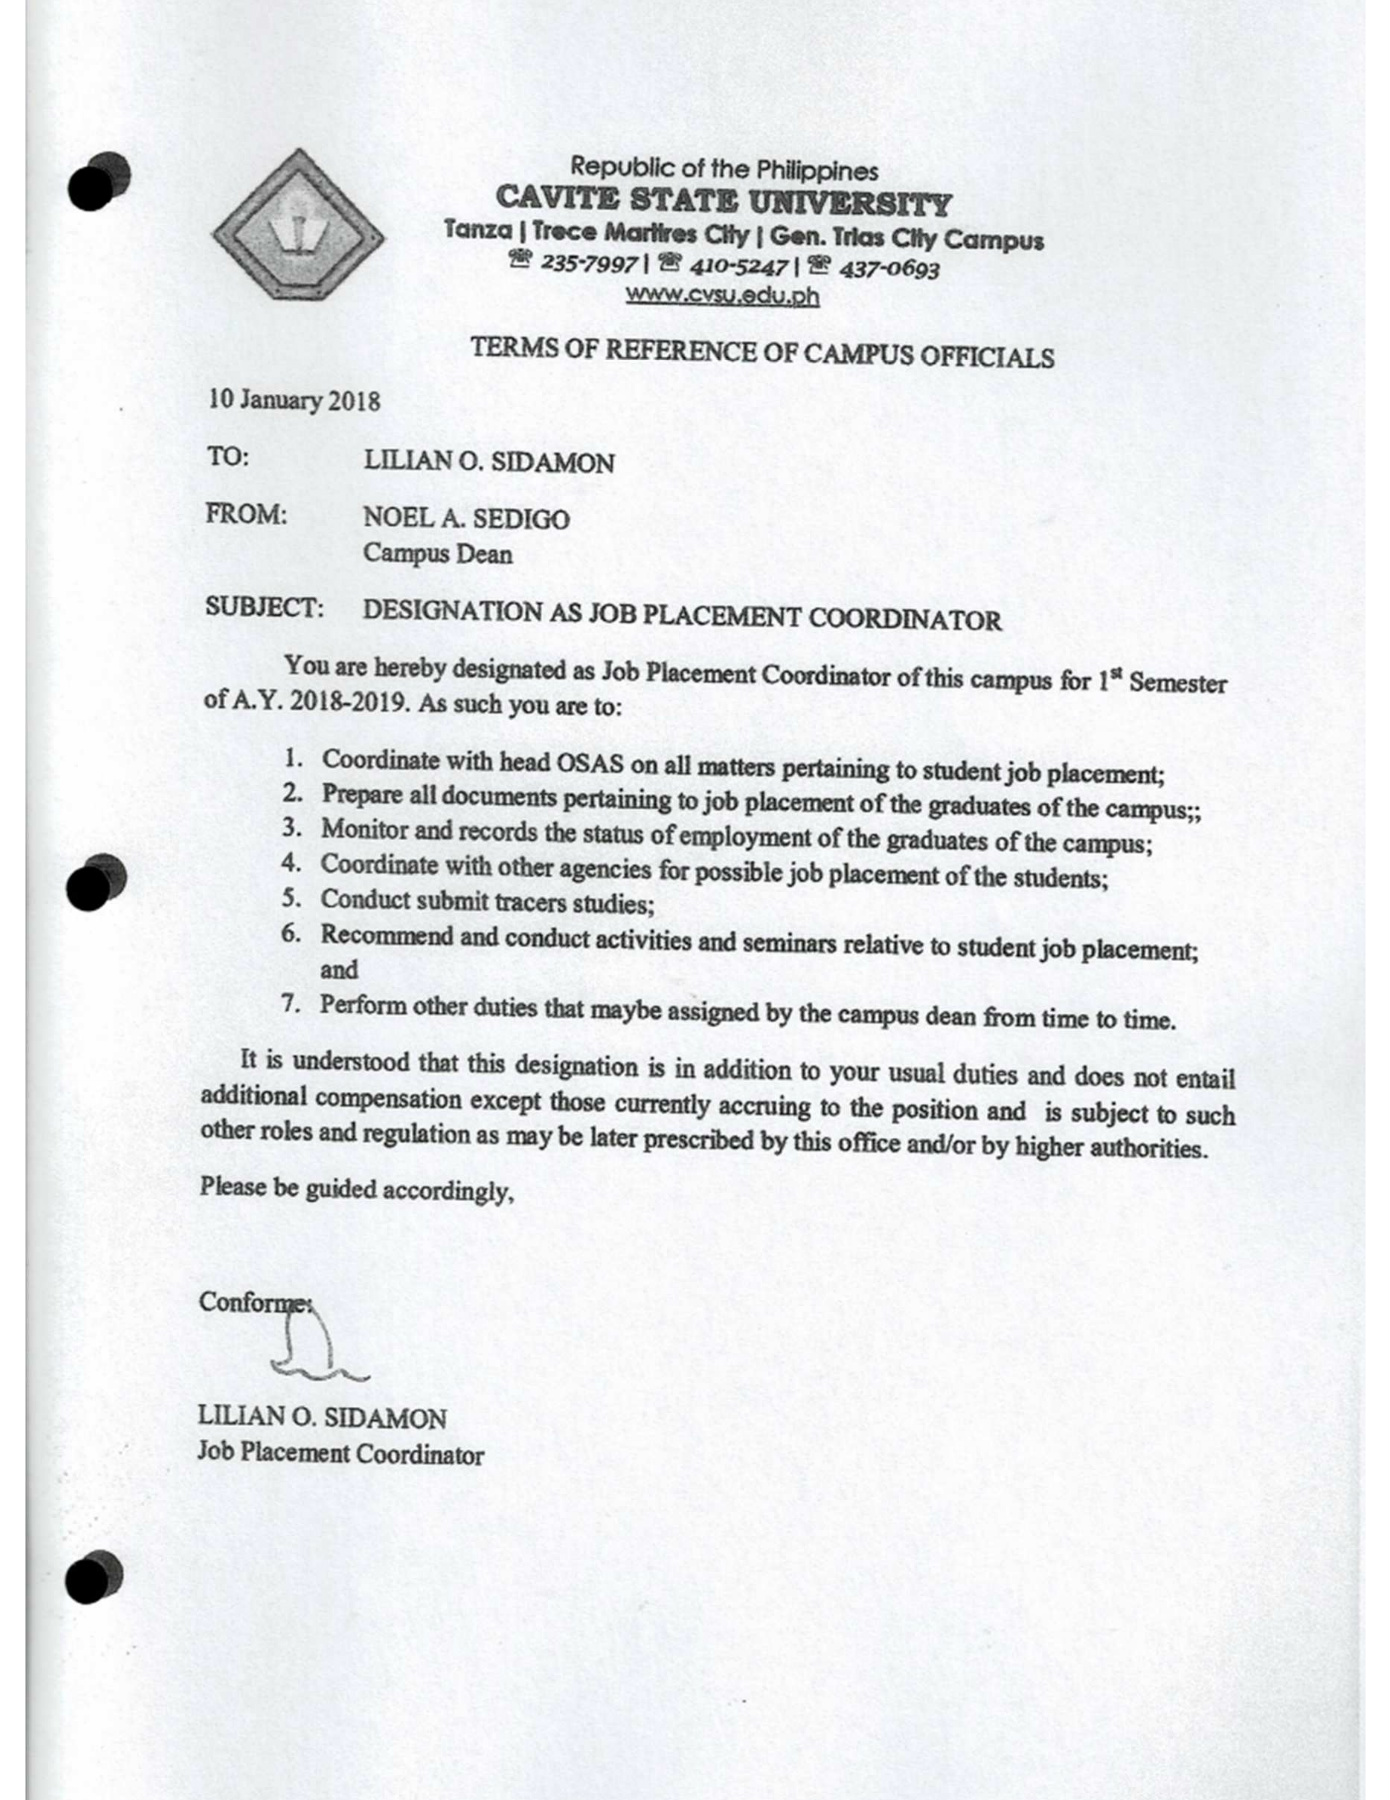 Republic of the Philippines
CAVITE STATE UNIVERSITY
Tanza | Trece Martires City | Gen. Trias City Campus
☎ 235-7997 | ☎ 410-5247 | ☎ 437-0693
www.cvsu.edu.ph
TERMS OF REFERENCE OF CAMPUS OFFICIALS
10 January 2018
TO: LILIAN O. SIDAMON
FROM: NOEL A. SEDIGO
Campus Dean
SUBJECT: DESIGNATION AS JOB PLACEMENT COORDINATOR
You are hereby designated as Job Placement Coordinator of this campus for 1st Semester
of A.Y. 2018-2019. As such you are to:
1. Coordinate with head OSAS on all matters pertaining to student job placement;
2. Prepare all documents pertaining to job placement of the graduates of the campus;;
3. Monitor and records the status of employment of the graduates of the campus;
4. Coordinate with other agencies for possible job placement of the students;
5. Conduct submit tracers studies;
6. Recommend and conduct activities and seminars relative to student job placement;
and
7. Perform other duties that maybe assigned by the campus dean from time to time.
It is understood that this designation is in addition to your usual duties and does not entail
additional compensation except those currently accruing to the position and is subject to such
other roles and regulation as may be later prescribed by this office and/or by higher authorities.
Please be guided accordingly,
Conforme:
LILIAN O. SIDAMON
Job Placement Coordinator